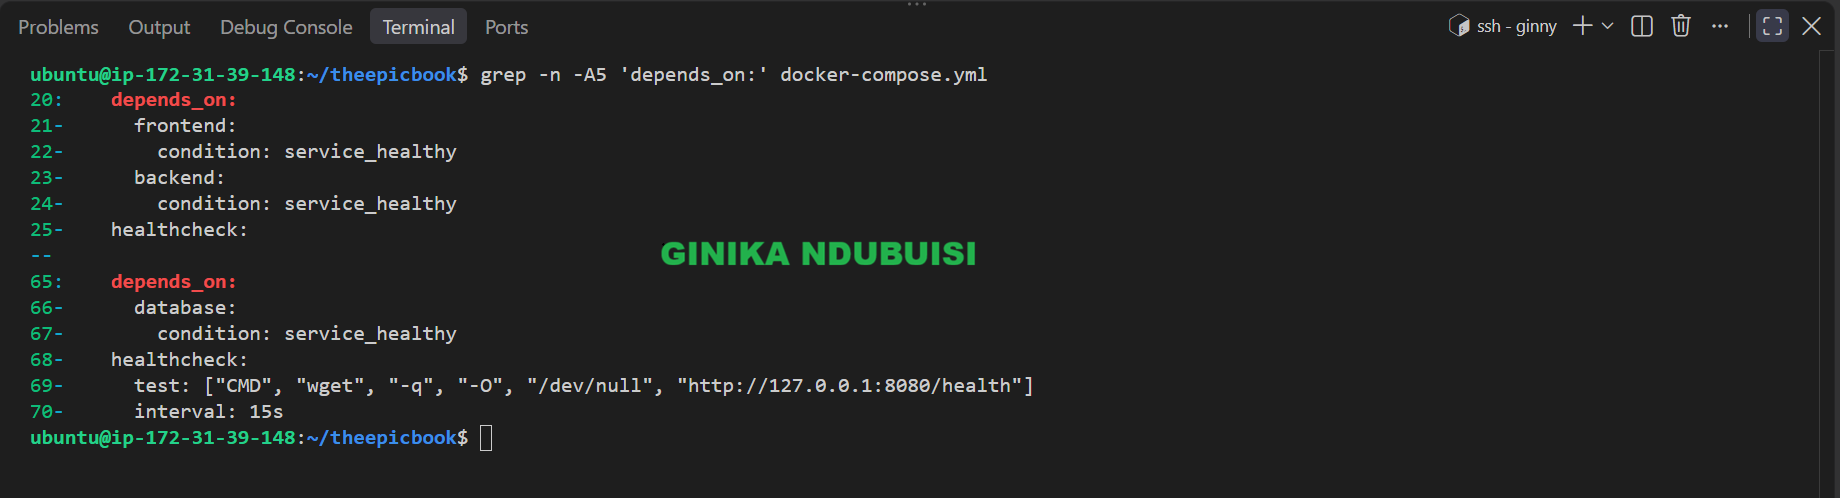 Problems Output Debug Console Terminal Ports ssh - ginny
ubuntu@ip-172-31-39-148:~/theepicbook$ grep -n -A5 'depends_on:' docker-compose.yml
20:    depends_on:
21-      frontend:
22-        condition: service_healthy
23-      backend:
24-        condition: service_healthy
25-    healthcheck:
--
GINIKA NDUBUISI
65:    depends_on:
66-      database:
67-        condition: service_healthy
68-    healthcheck:
69-      test: ["CMD", "wget", "-q", "-O", "/dev/null", "http://127.0.0.1:8080/health"]
70-      interval: 15s
ubuntu@ip-172-31-39-148:~/theepicbook$